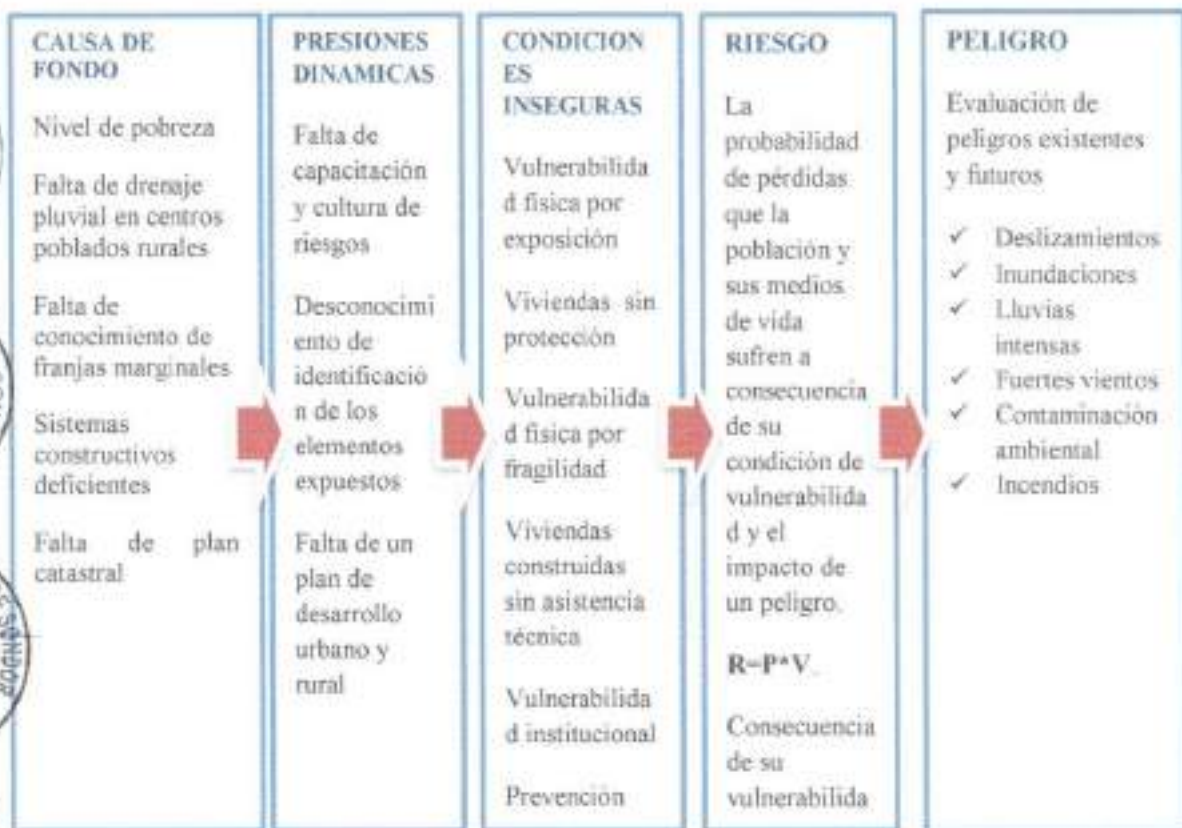 CAUSA DE
FONDO
Nivel de pobreza
Falta de drenaje
pluvial en centros
poblados rurales
Falta de
conocimiento de
franjas marginales
Sistemas
constructivos
deficientes
Falta de plan
catastral
PRESIONES
DINAMICAS
Falta de
capacitación
y cultura de
riesgos
Desconocimi
ento de
identificació
n de los
elementos
expuestos
Falta de un
plan de
desarrollo
urbano y
rural
CONDICION
ES
INSEGURAS
Vulnerabilida
d física por
exposición
Viviendas sin
protección
Vulnerabilida
d física por
fragilidad
Viviendas
construidas
sin asistencia
técnica
Vulnerabilida
d institucional
Prevención
RIESGO
La
probabilidad
de pérdidas
que la
población y
sus medios
de vida
sufren a
consecuencia
de su
condición de
vulnerabilida
d y el
impacto de
un peligro.
R=P*V.
Consecuencia
de su
vulnerabilida
PELIGRO
Evaluación de
peligros existentes
y futuros
✓ Deslizamientos
✓ Inundaciones
✓ Lluvias
intensas
✓ Fuertes vientos
✓ Contaminación
ambiental
✓ Incendios